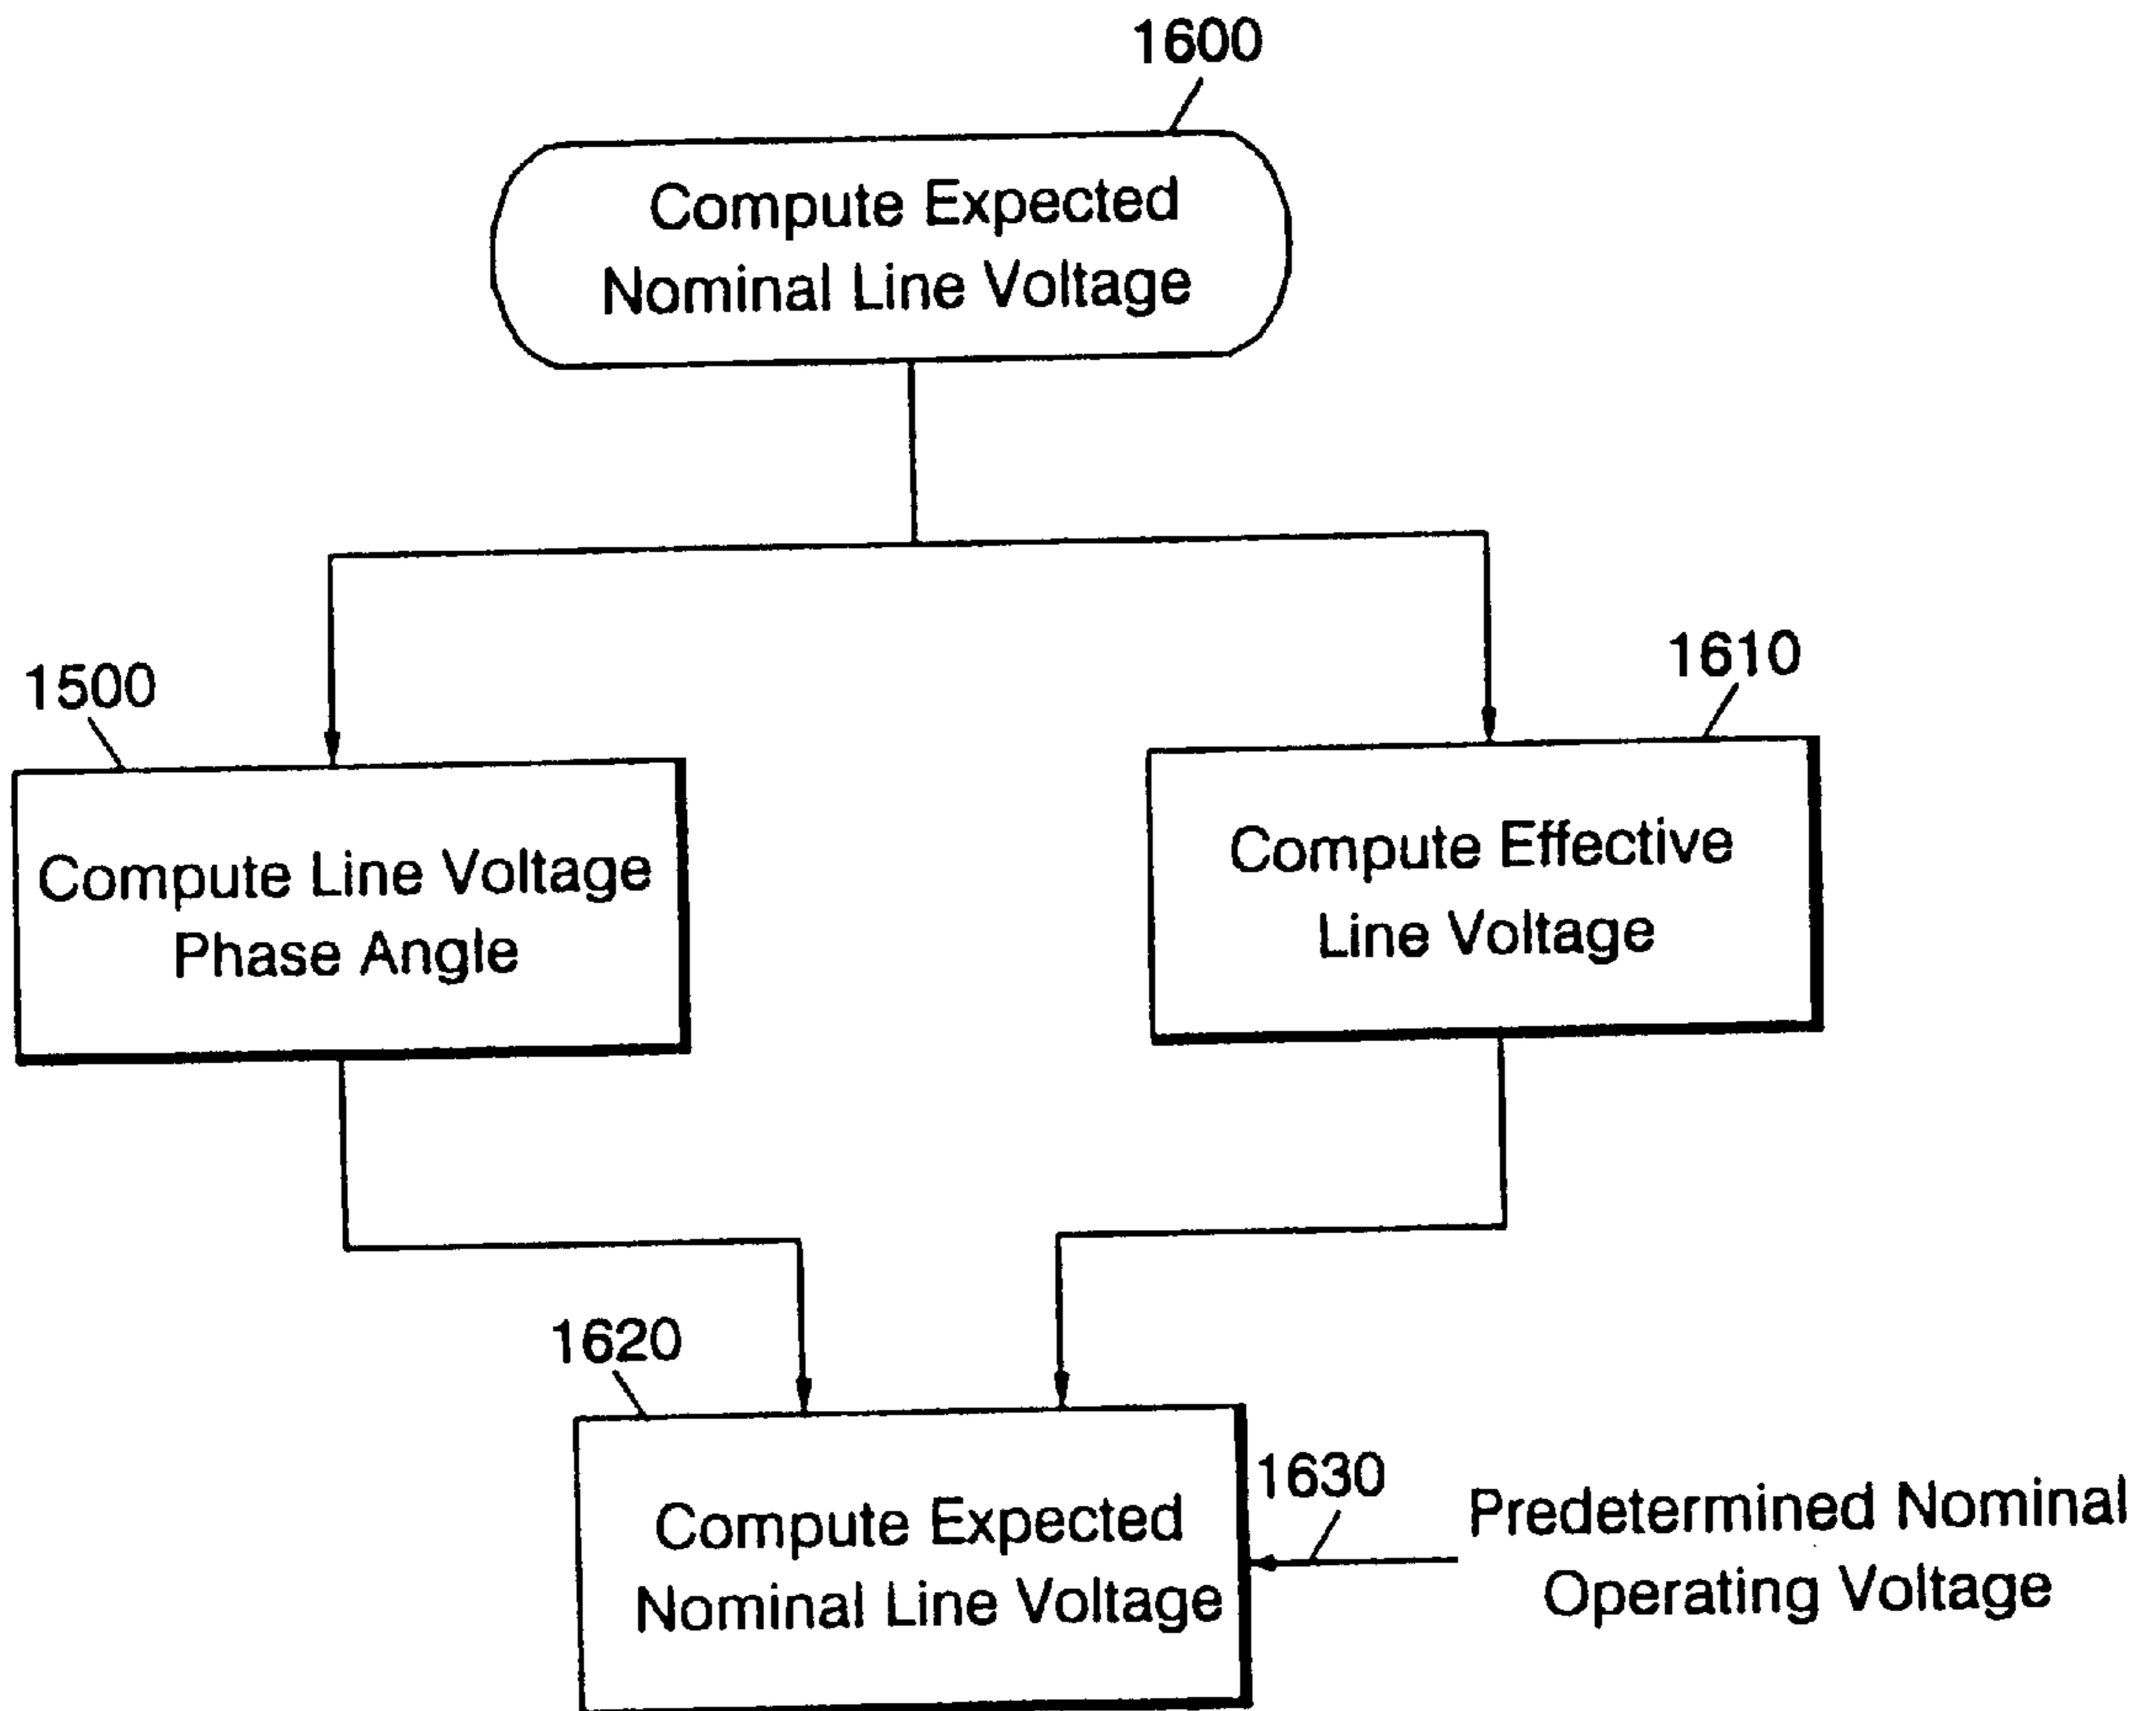 1600
Compute Expected
Nominal Line Voltage
1500
1610
Compute Line Voltage
Phase Angle
Compute Effective
Line Voltage
1620
1630
Compute Expected
Nominal Line Voltage
Predetermined Nominal
Operating Voltage